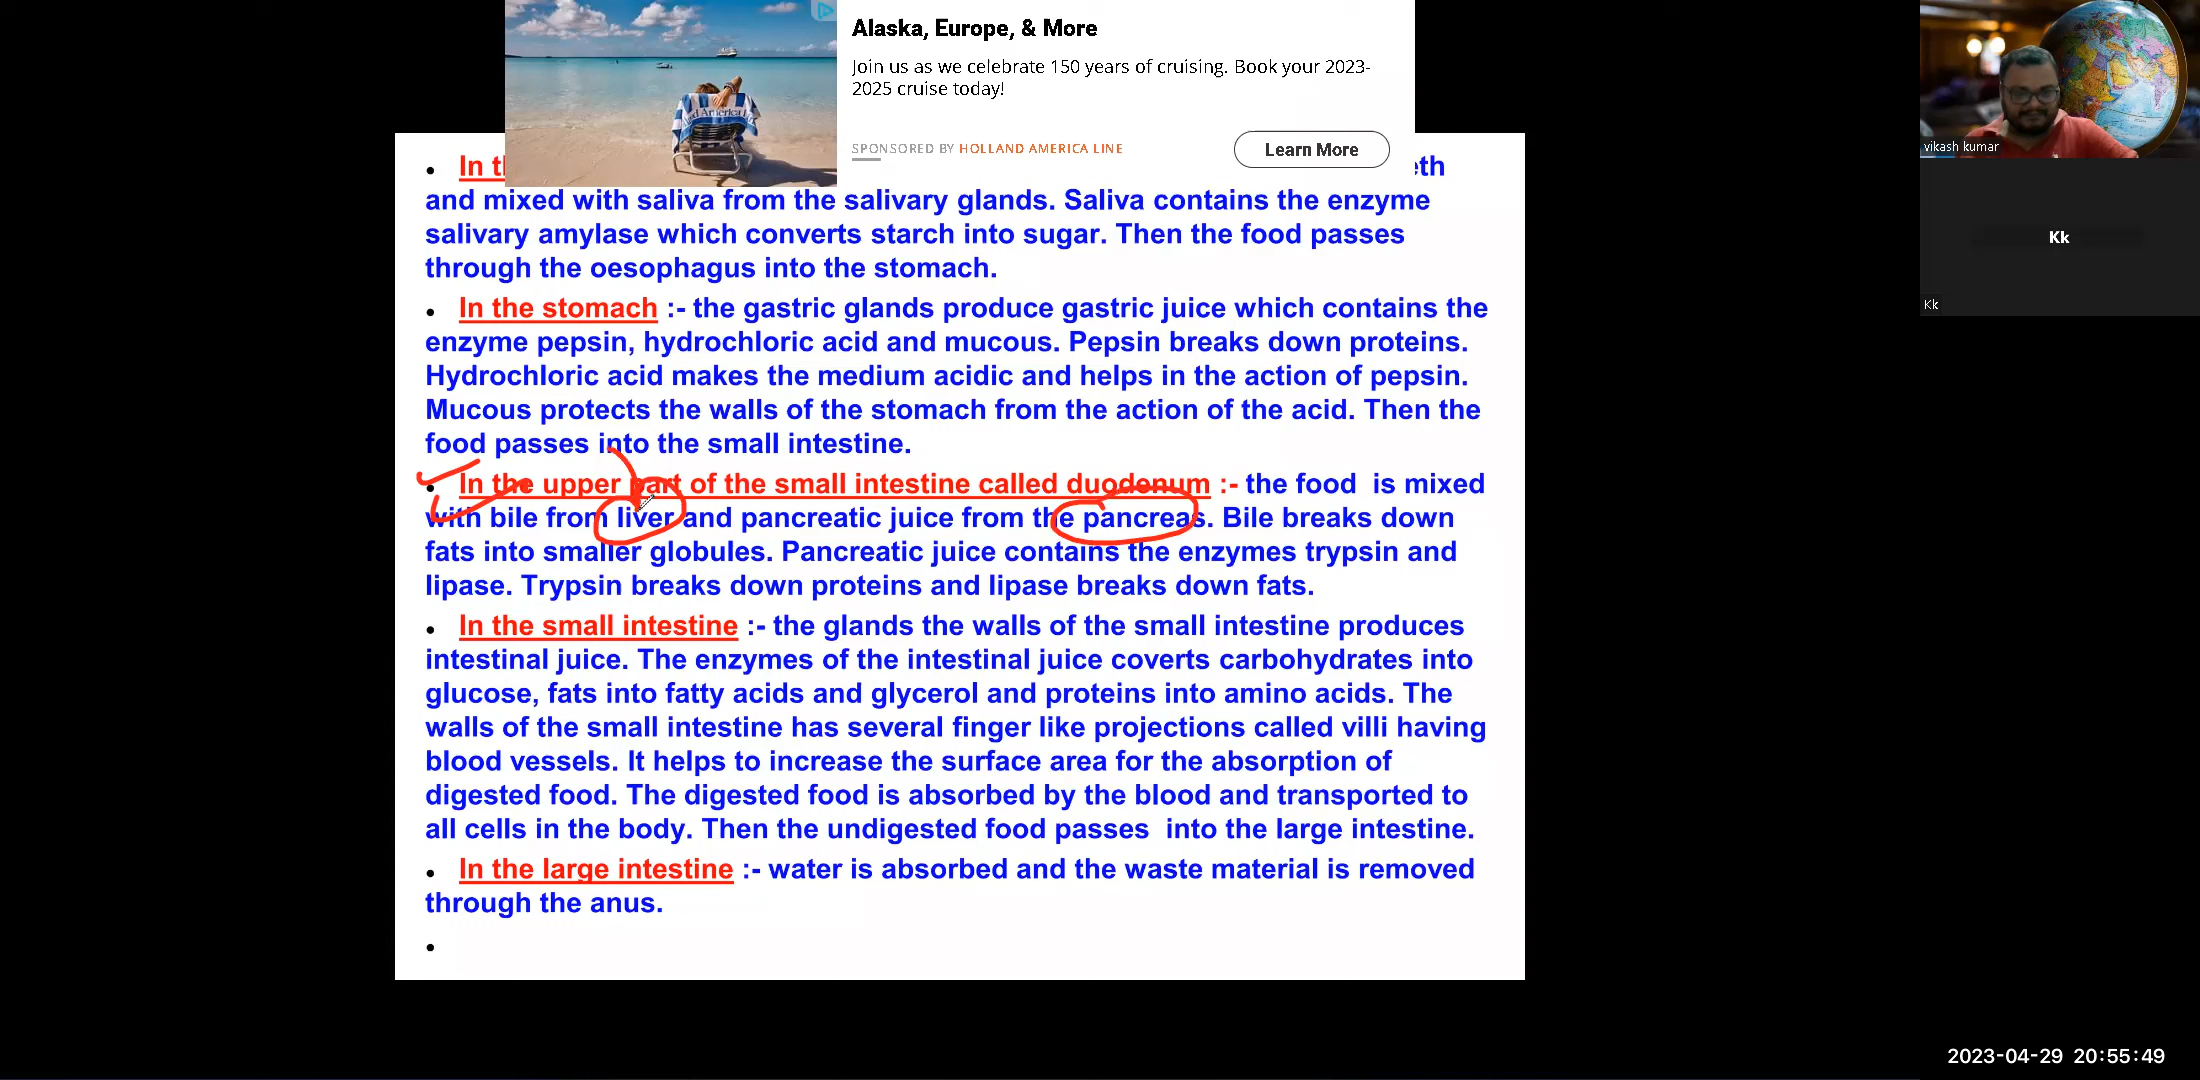 Alaska, Europe, & More
Join us as we celebrate 150 years of cruising. Book your 2023-
2025 cruise today!
SPONSORED BY HOLLAND AMERICA LINE
Learn More
and mixed with saliva from the salivary glands. Saliva contains the enzyme
salivary amylase which converts starch into sugar. Then the food passes
through the oesophagus into the stomach.
• In the stomach :- the gastric glands produce gastric juice which contains the
enzyme pepsin, hydrochloric acid and mucous. Pepsin breaks down proteins.
Hydrochloric acid makes the medium acidic and helps in the action of pepsin.
Mucous protects the walls of the stomach from the action of the acid. Then the
food passes into the small intestine.
• In the upper part of the small intestine called duodenum :- the food is mixed
with bile from liver and pancreatic juice from the pancreas. Bile breaks down
fats into smaller globules. Pancreatic juice contains the enzymes trypsin and
lipase. Trypsin breaks down proteins and lipase breaks down fats.
• In the small intestine :- the glands the walls of the small intestine produces
intestinal juice. The enzymes of the intestinal juice coverts carbohydrates into
glucose, fats into fatty acids and glycerol and proteins into amino acids. The
walls of the small intestine has several finger like projections called villi having
blood vessels. It helps to increase the surface area for the absorption of
digested food. The digested food is absorbed by the blood and transported to
all cells in the body. Then the undigested food passes into the large intestine.
• In the large intestine :- water is absorbed and the waste material is removed
through the anus.
•
vikash kumar
Kk
Kk
2023-04-29 20:55:49